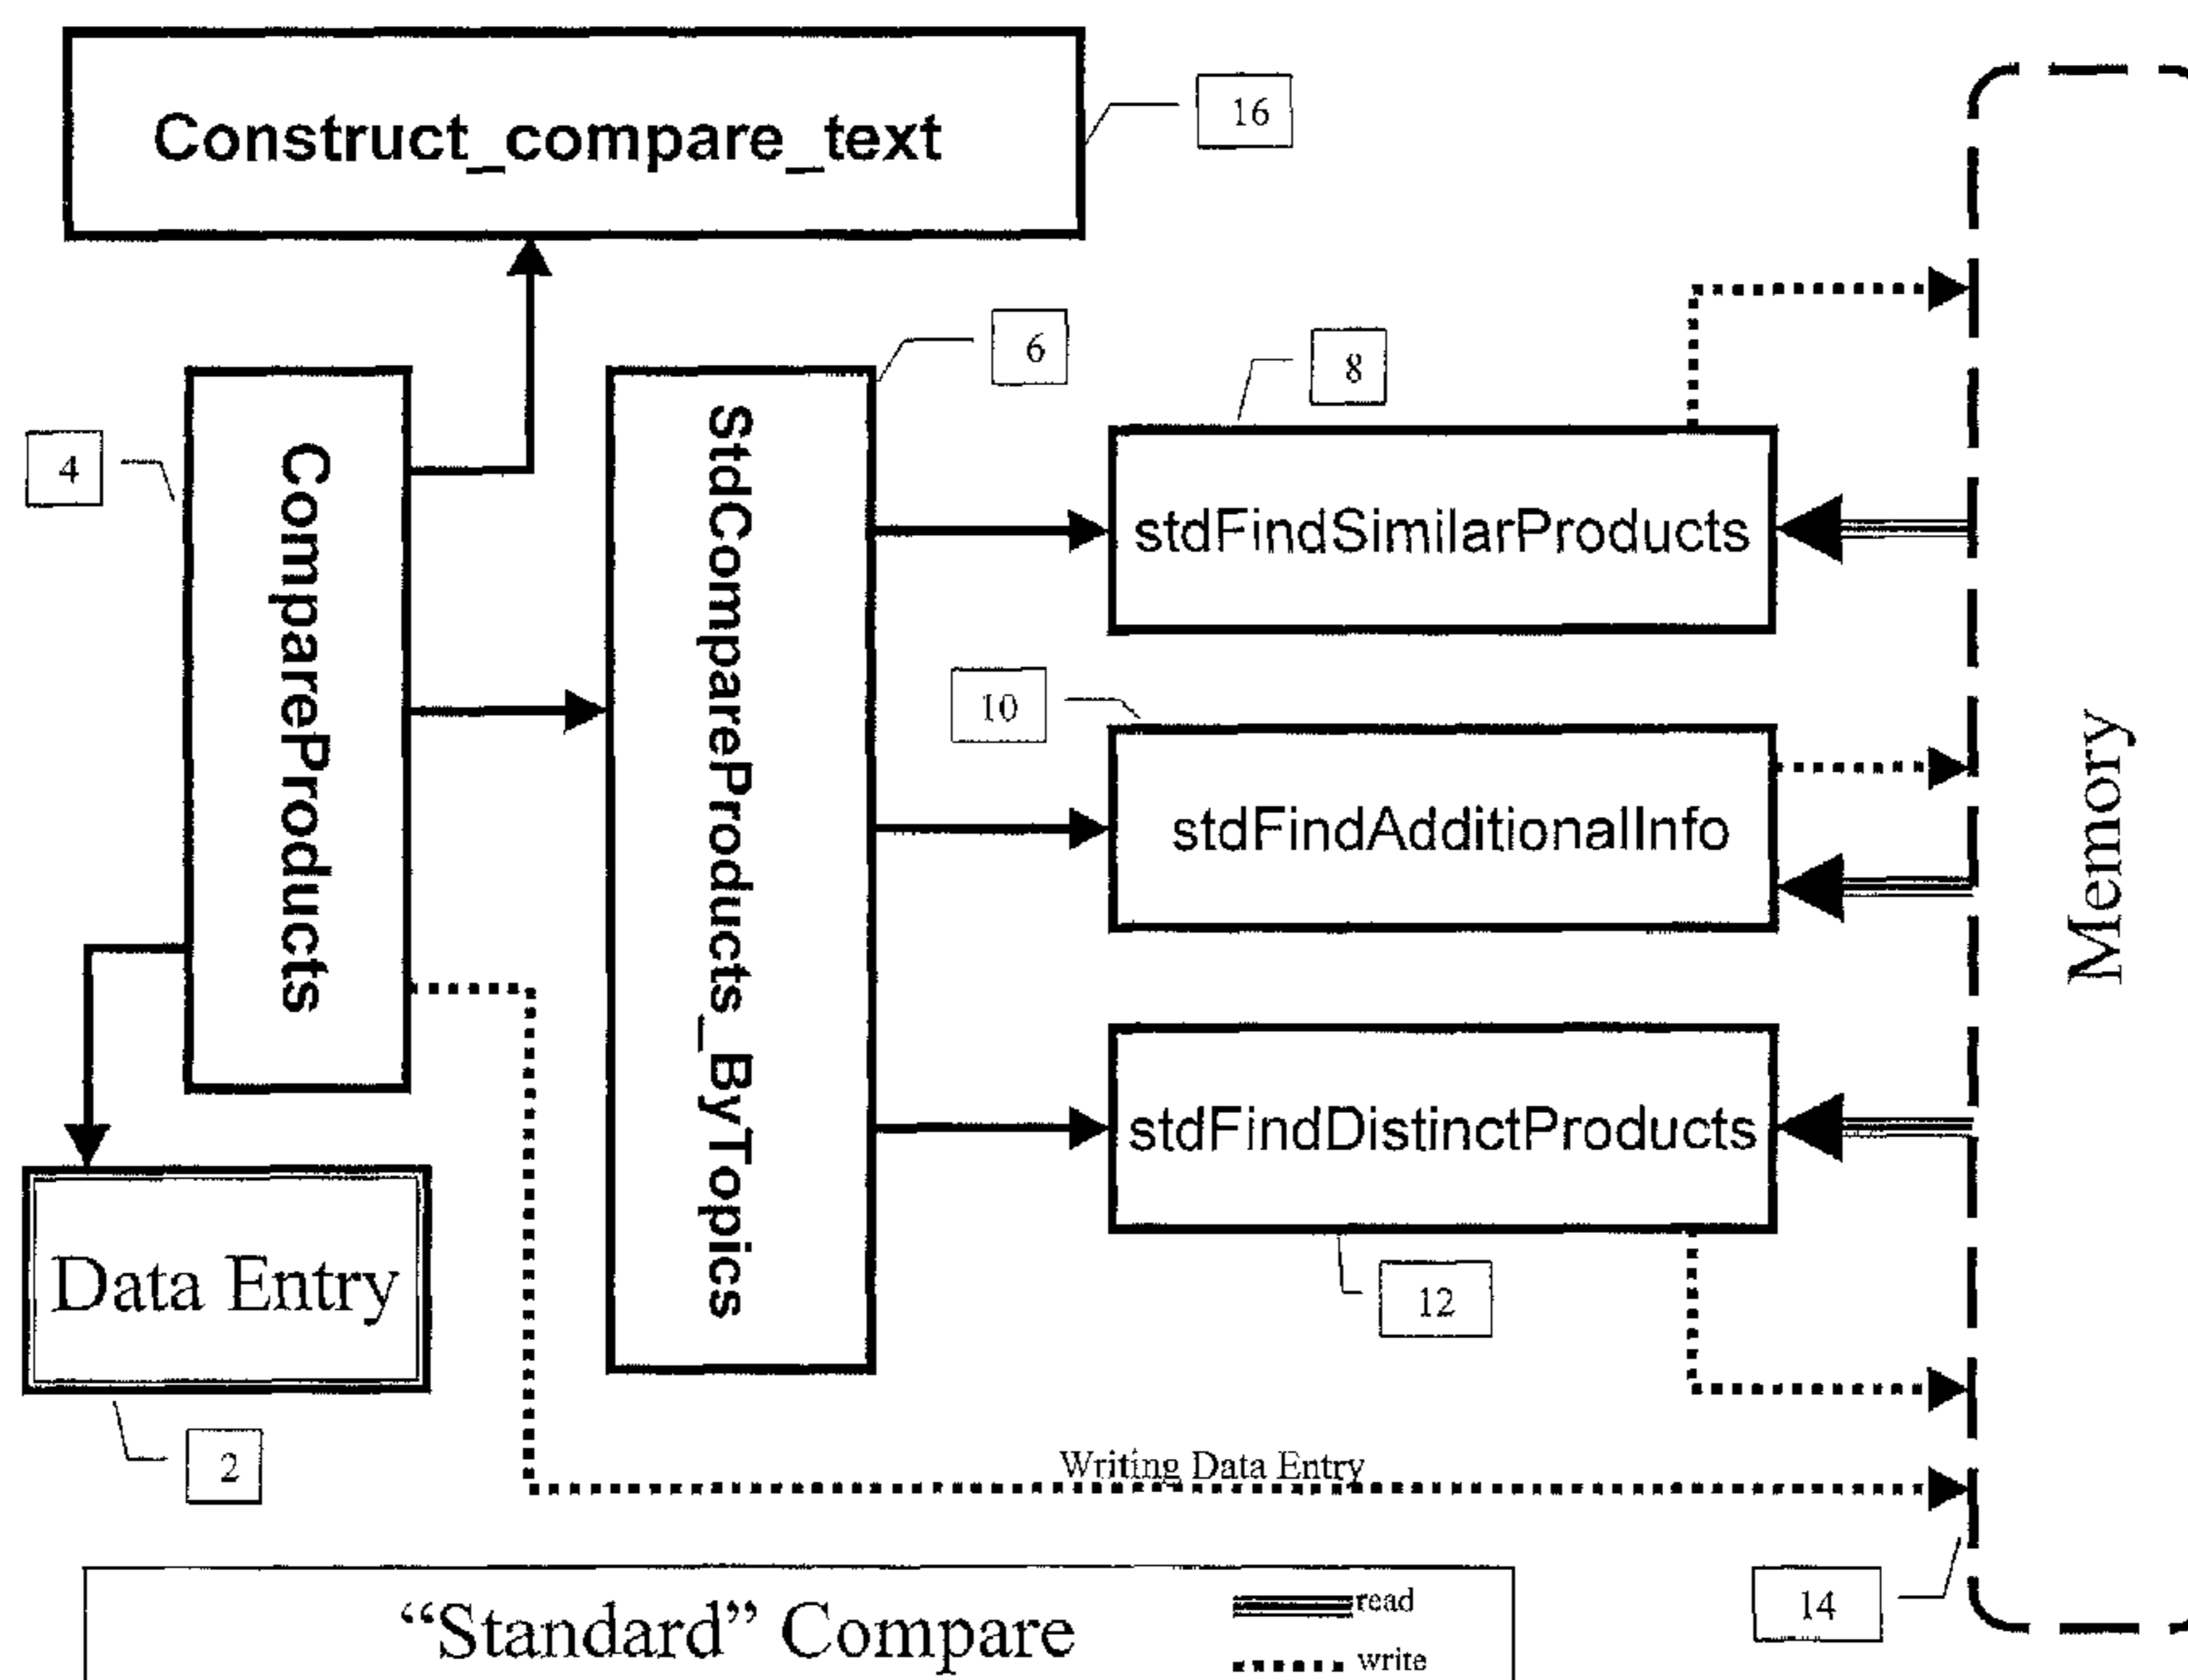 Construct_compare_text
16
6
8
4
CompareProducts
StdCompareProducts_ByTopics
stdFindSimilarProducts
10
stdFindAdditionalInfo
Memory
stdFindDistinctProducts
12
Data Entry
2
Writing Data Entry
14
“Standard” Compare
read
write